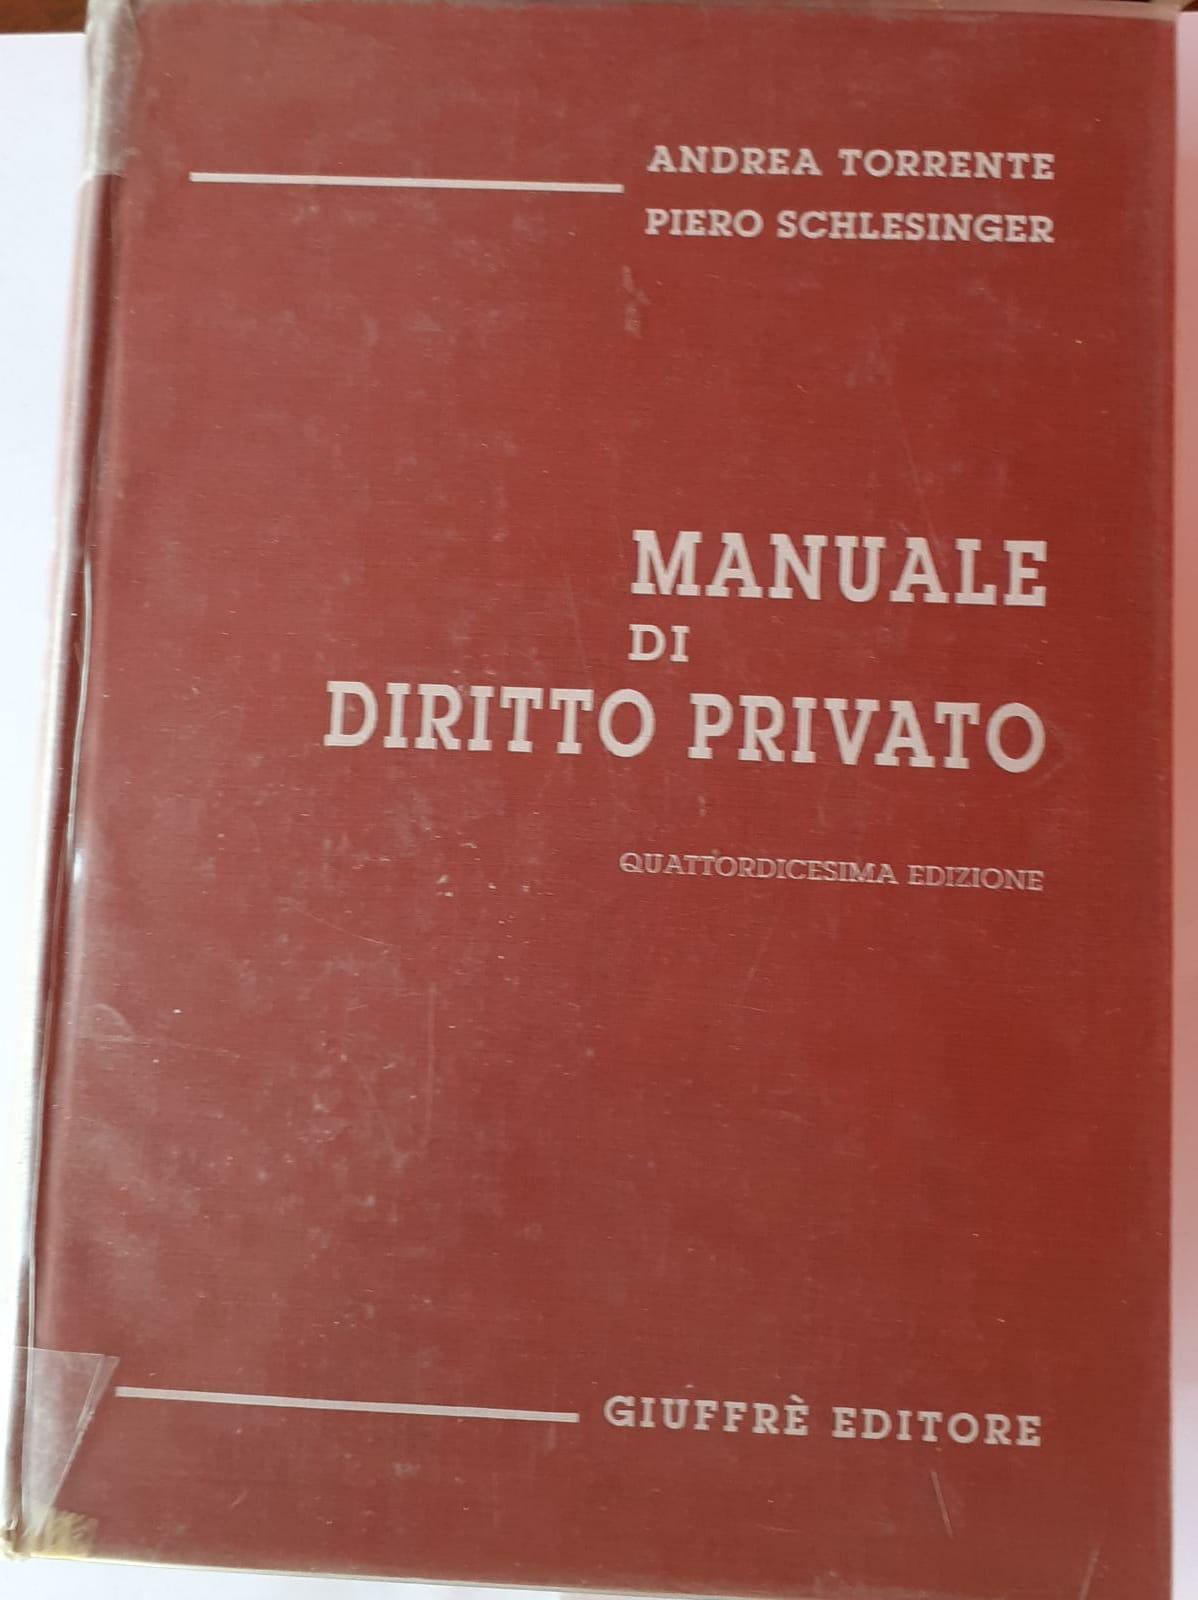 ANDREA TORRENTE
PIERO SCHLESINGER
MANUALE
DI
DIRITTO PRIVATO
QUATTORDICESIMA EDIZIONE
GIUFFRÈ EDITORE